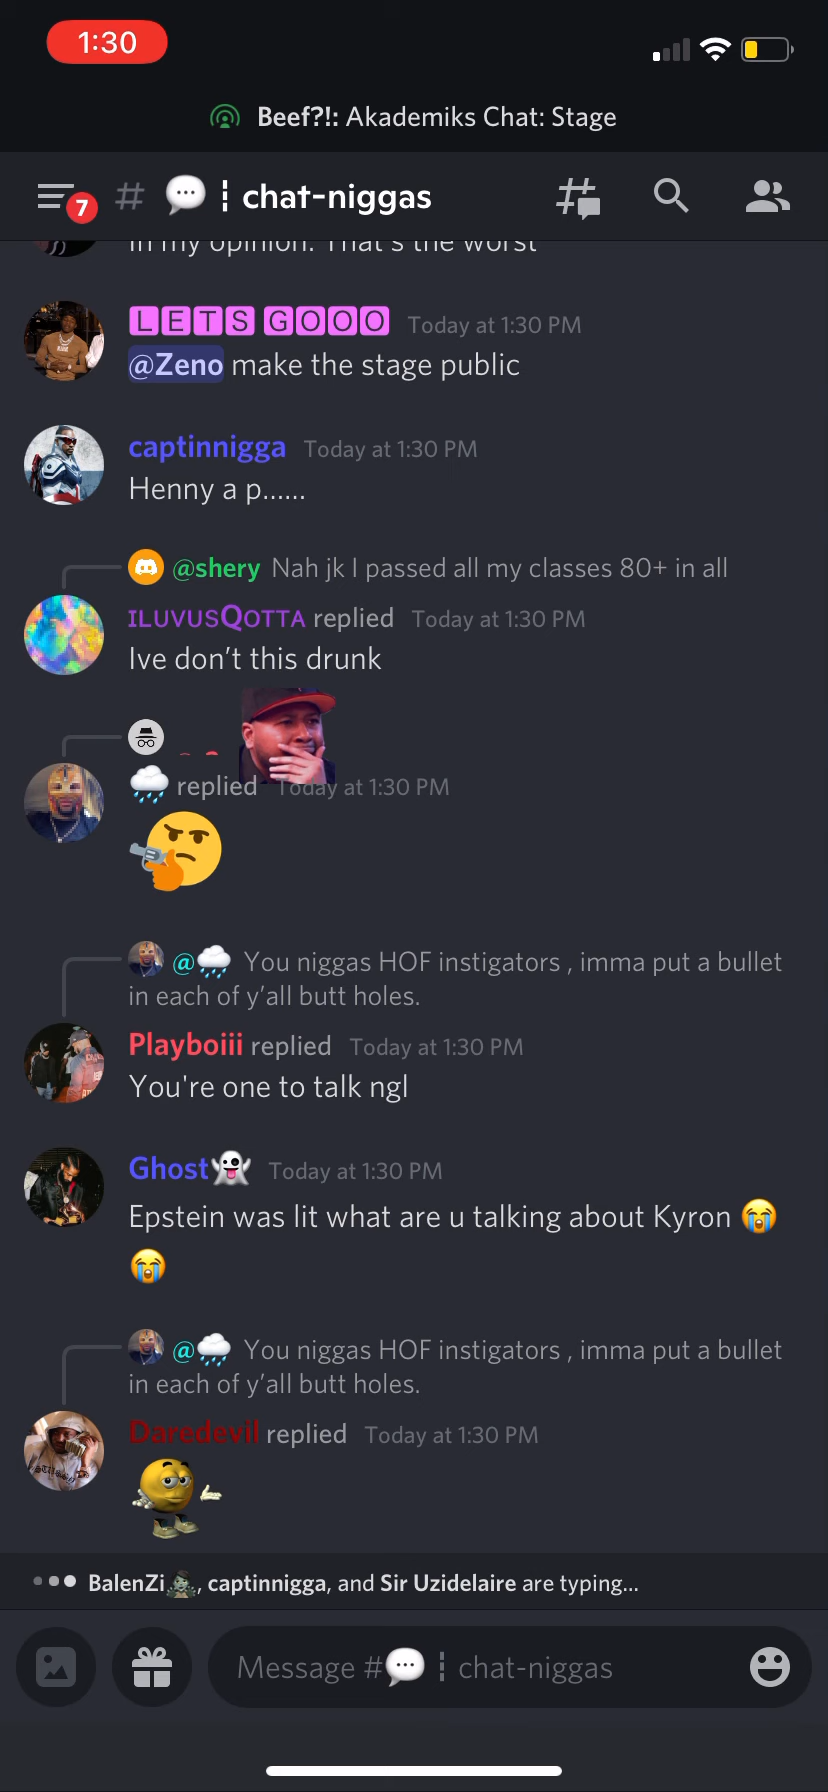 1:30
Beef?!: Akademiks Chat: Stage
7 # 💬 ┇ chat-niggas
In my opinion. That's the worst
LETS GOOO Today at 1:30 PM
@Zeno make the stage public
captinnigga Today at 1:30 PM
Henny a p......
@shery Nah jk I passed all my classes 80+ in all
ILUVUSQOTTA replied Today at 1:30 PM
Ive don’t this drunk
🌧 replied Today at 1:30 PM
@🌧 You niggas HOF instigators , imma put a bullet
in each of y’all butt holes.
Playboiii replied Today at 1:30 PM
You're one to talk ngl
Ghost👻 Today at 1:30 PM
Epstein was lit what are u talking about Kyron 😭
😭
@🌧 You niggas HOF instigators , imma put a bullet
in each of y’all butt holes.
Daredevil replied Today at 1:30 PM
BalenZi, captinnigga, and Sir Uzidelaire are typing...
Message #💬 ┇ chat-niggas